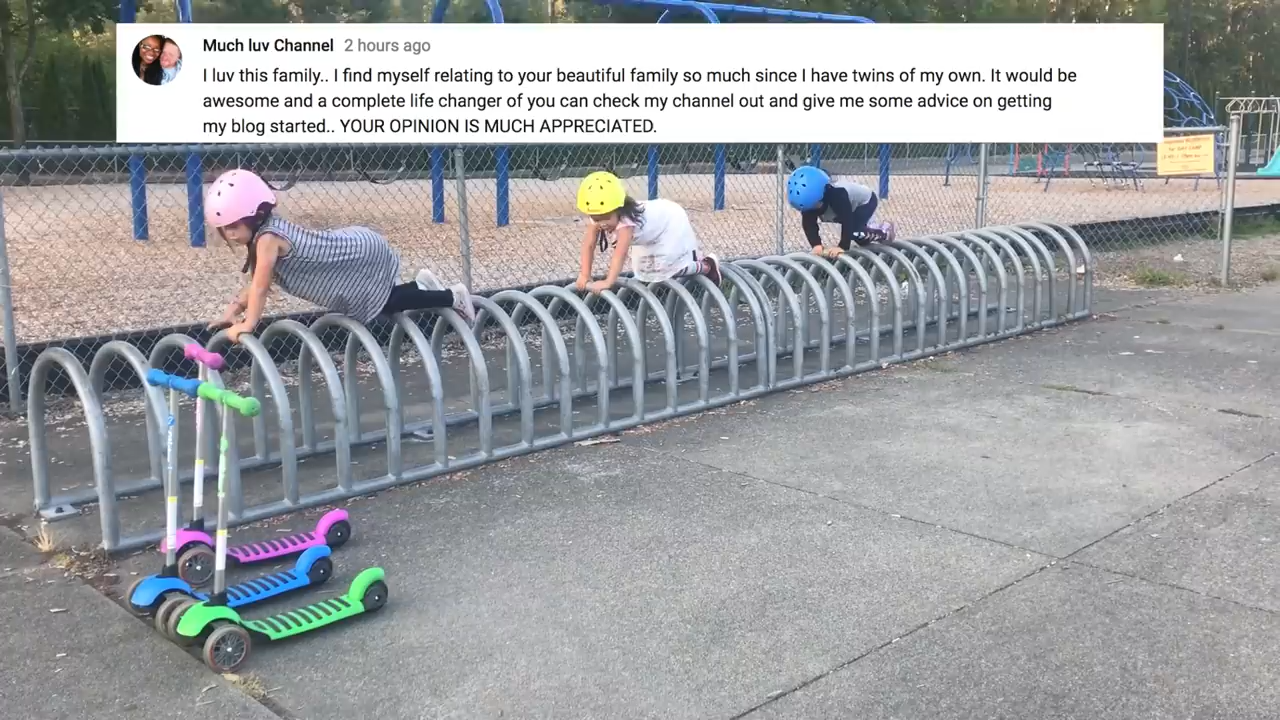 Much luv Channel 2 hours ago
I luv this family.. I find myself relating to your beautiful family so much since I have twins of my own. It would be
awesome and a complete life changer of you can check my channel out and give me some advice on getting
my blog started.. YOUR OPINION IS MUCH APPRECIATED.